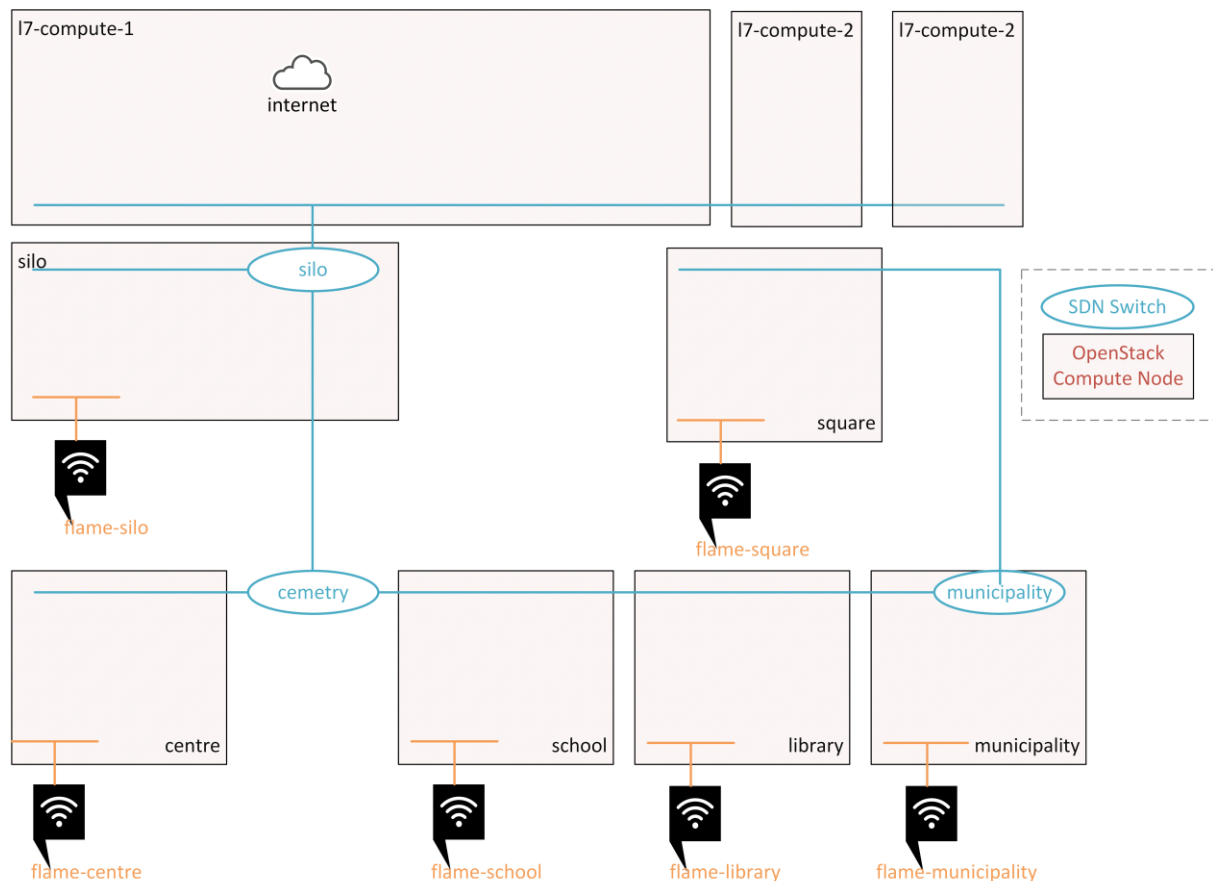 l7-compute-1
l7-compute-2
l7-compute-2
internet
silo
silo
SDN Switch
OpenStack
Compute Node
square
flame-silo
flame-square
cemetry
municipality
centre
school
library
municipality
flame-centre
flame-school
flame-library
flame-municipality